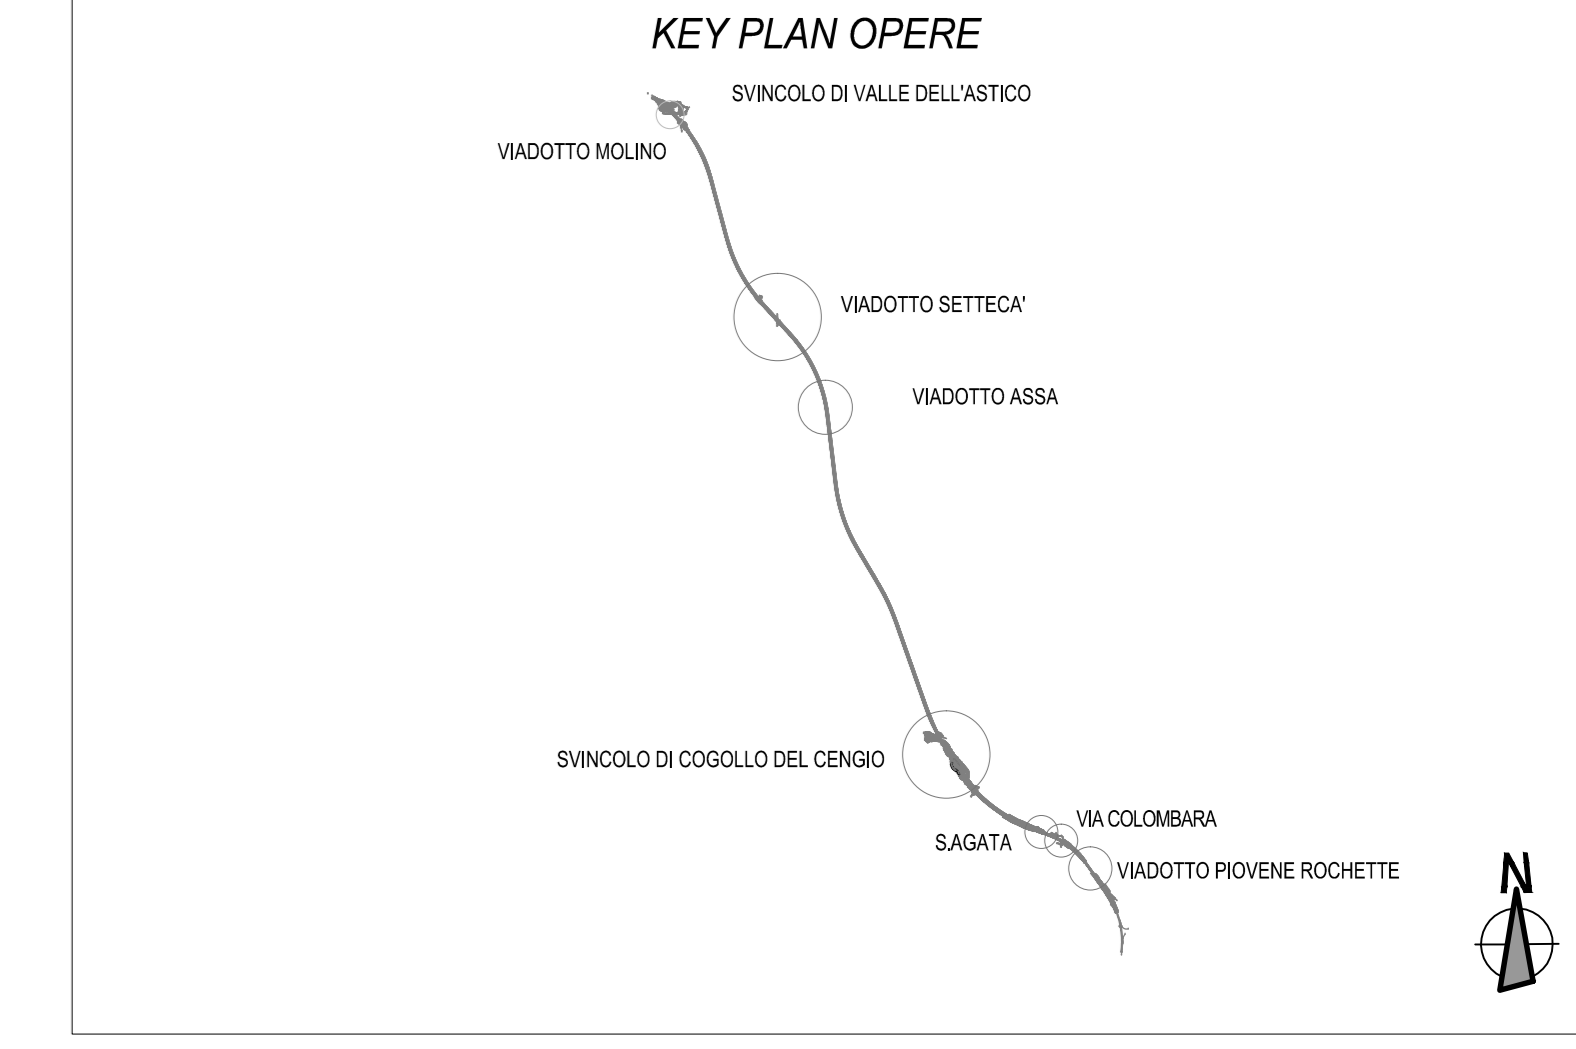 KEY PLAN OPERE
SVINCOLO DI VALLE DELL'ASTICO
VIADOTTO MOLINO
VIADOTTO SETTECA'
VIADOTTO ASSA
SVINCOLO DI COGOLLO DEL CENGIO
VIA COLOMBARA
S.AGATA
VIADOTTO PIOVENE ROCHETTE
N